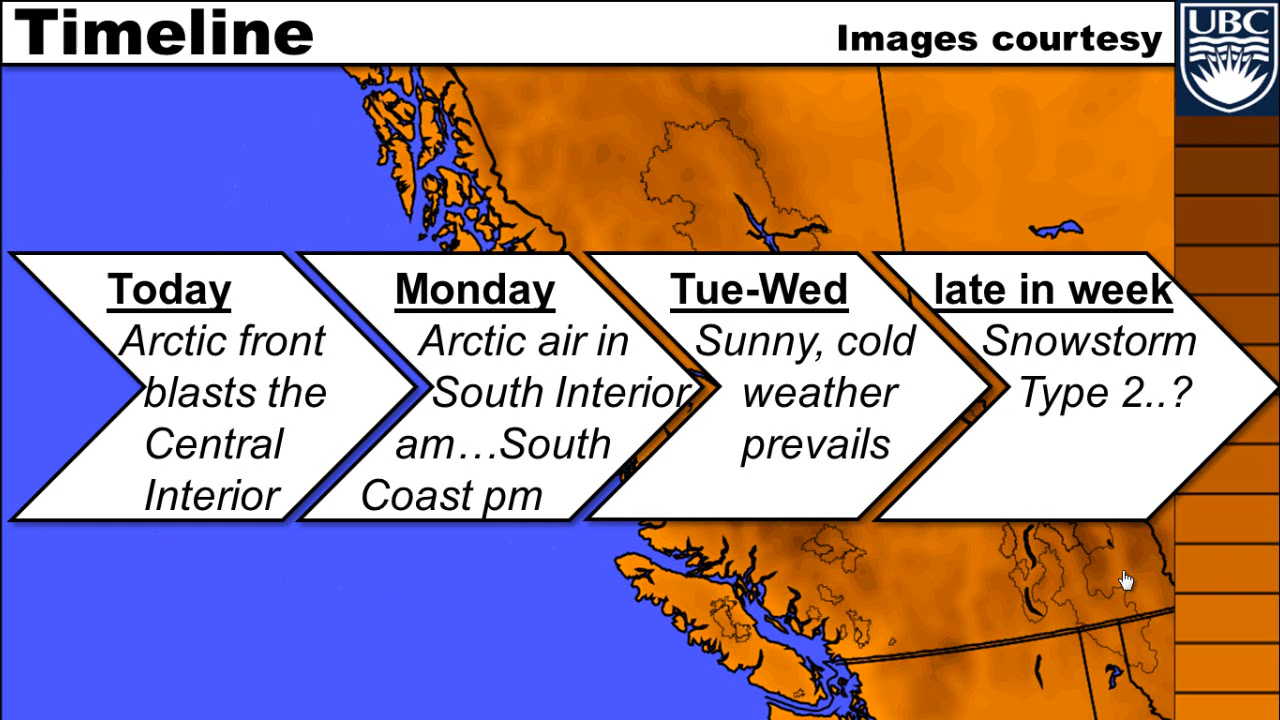 Timeline
Images courtesy
UBC
Today
Arctic front
blasts the
Central
Interior
Monday
Arctic air in
South Interior,
am…South
Coast pm
Tue-Wed
Sunny, cold
weather
prevails
late in week
Snowstorm
Type 2..?